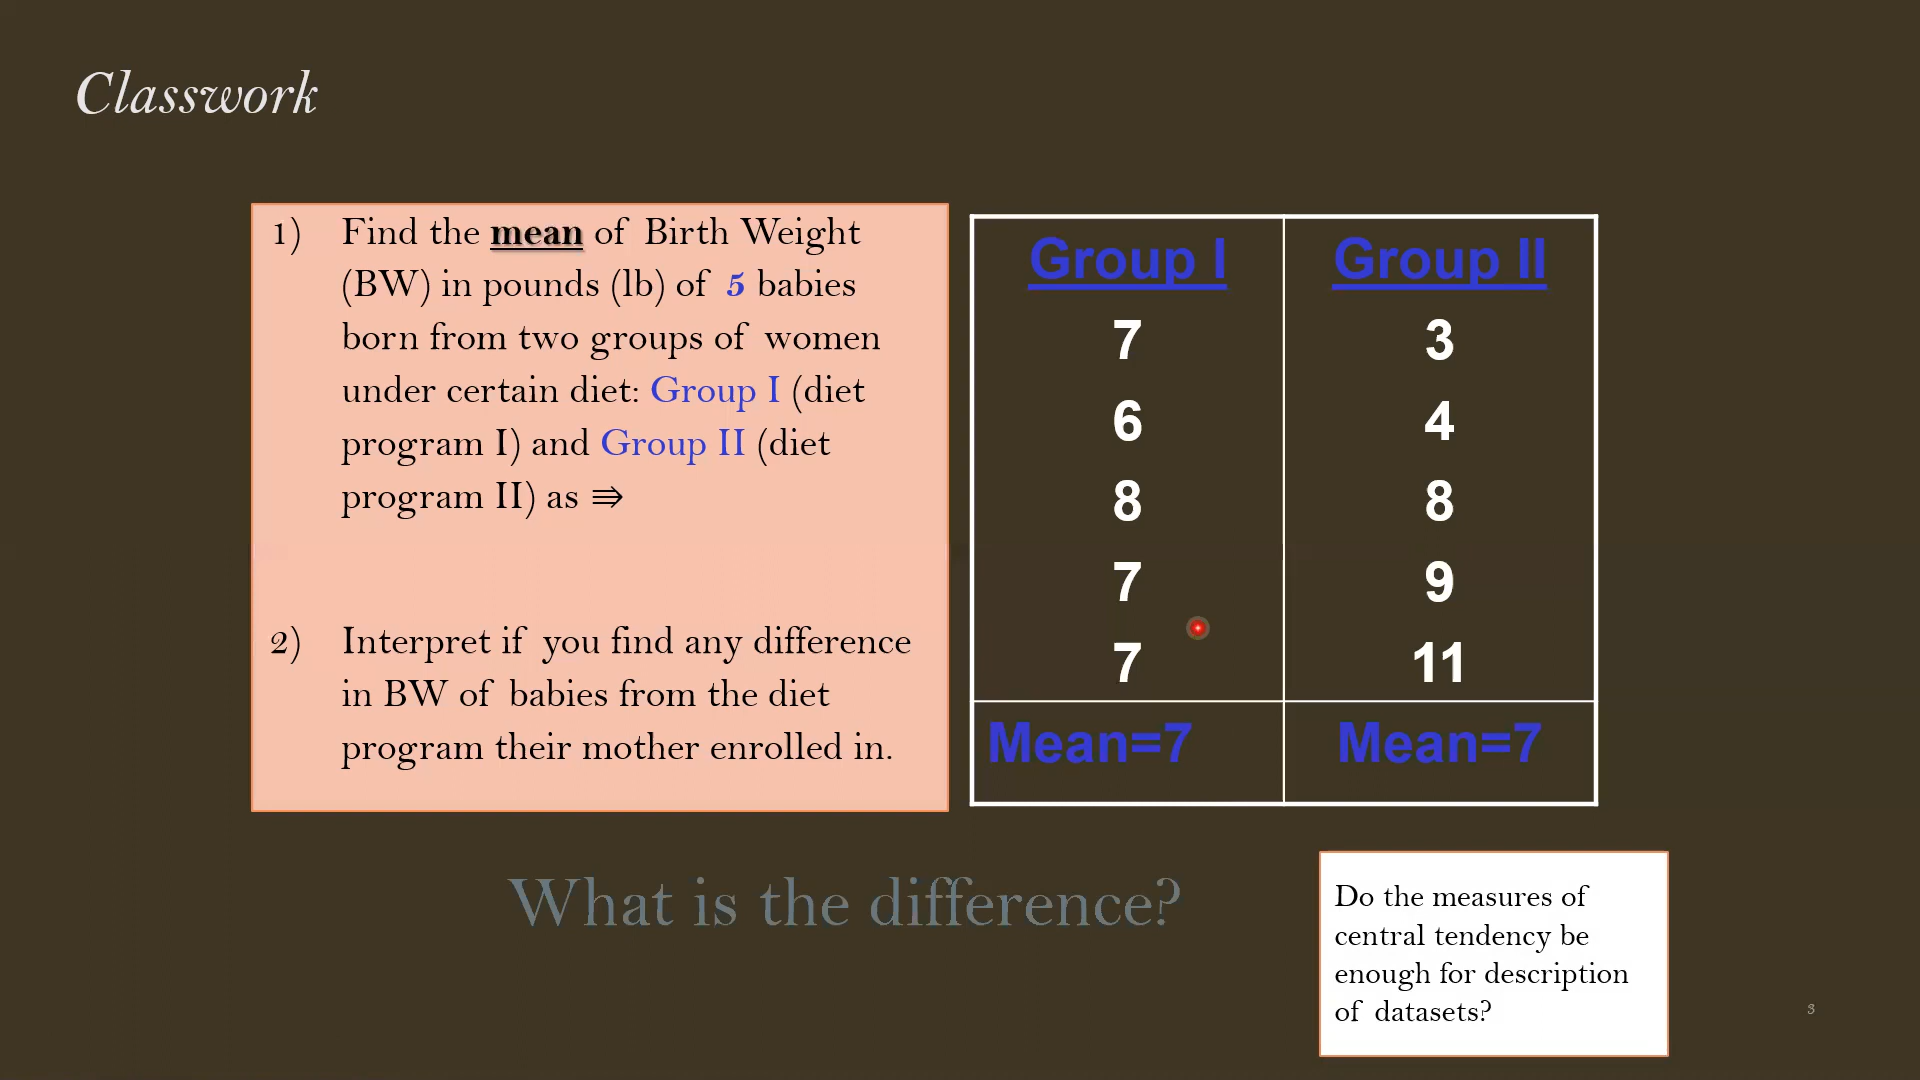 Classwork
1) Find the mean of Birth Weight
(BW) in pounds (lb) of 5 babies
born from two groups of women
under certain diet: Group I (diet
program I) and Group II (diet
program II) as ⇛
2) Interpret if you find any difference
in BW of babies from the diet
program their mother enrolled in.
Group I Group II
7 3
6 4
8 8
7 9
7 11
Mean=7 Mean=7
What is the difference?
Do the measures of
central tendency be
enough for description
of datasets?
3